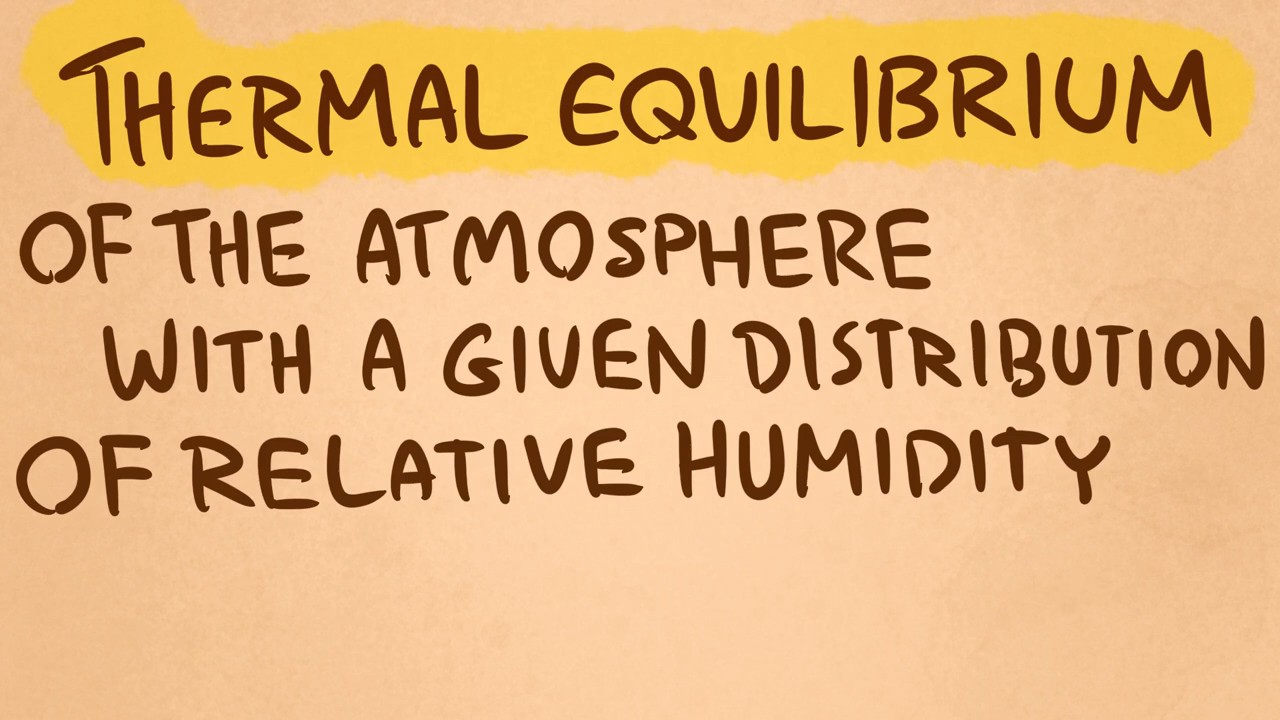 THERMAL EQUILIBRIUM
OF THE ATMOSPHERE
WITH A GIVEN DISTRIBUTION
OF RELATIVE HUMIDITY